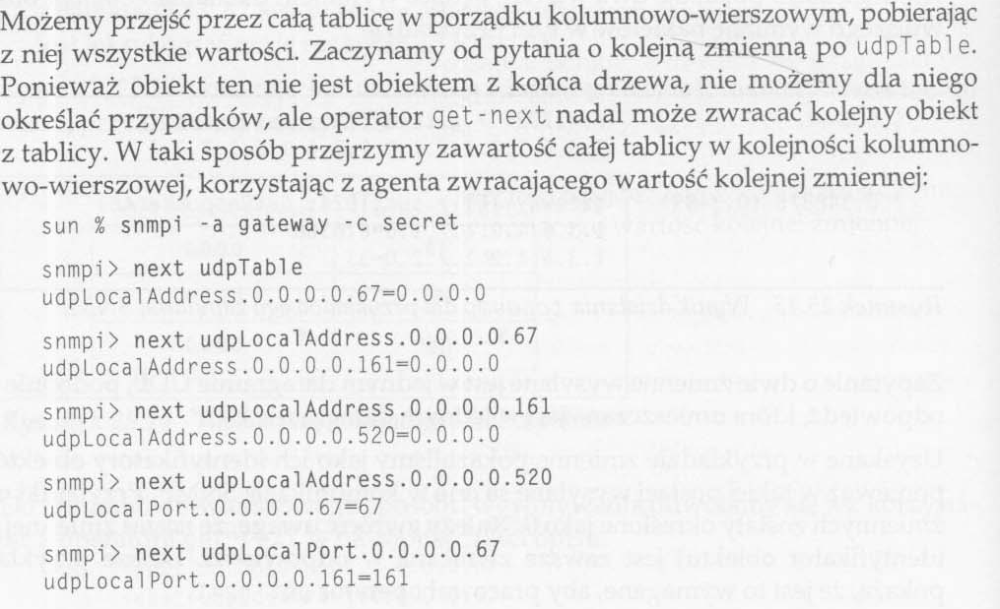 Możemy przejść przez całą tablicę w porządku kolumnowo-wierszowym, pobierając
z niej wszystkie wartości. Zaczynamy od pytania o kolejną zmienną po udpTable.
Ponieważ obiekt ten nie jest obiektem z końca drzewa, nie możemy dla niego
określać przypadków, ale operator get-next nadal może zwracać kolejny obiekt
z tablicy. W taki sposób przejrzymy zawartość całej tablicy w kolejności kolumno-
wo-wierszowej, korzystając z agenta zwracającego wartość kolejnej zmiennej:
sun % snmpi -a gateway -c secret
snmpi> next udpTable
udpLocalAddress.0.0.0.0.67=0.0.0.0
snmpi> next udpLocalAddress.0.0.0.0.67
udpLocalAddress.0.0.0.0.161=0.0.0.0
snmpi> next udpLocalAddress.0.0.0.0.161
udpLocalAddress.0.0.0.0.520=0.0.0.0
snmpi> next udpLocalAddress.0.0.0.0.520
udpLocalPort.0.0.0.0.67=67
snmpi> next udpLocalPort.0.0.0.0.67
udpLocalPort.0.0.0.0.161=161